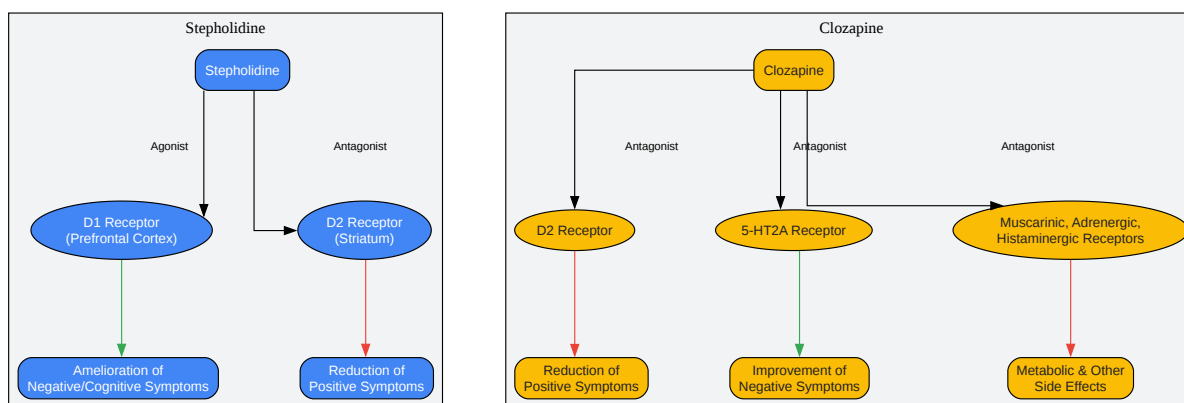 Stepholidine
Stepholidine
Agonist
Antagonist
D1 Receptor
(Prefrontal Cortex)
D2 Receptor
(Striatum)
Amelioration of
Negative/Cognitive Symptoms
Reduction of
Positive Symptoms
Clozapine
Clozapine
Antagonist
Antagonist
Antagonist
D2 Receptor
5-HT2A Receptor
Muscarinic, Adrenergic,
Histaminergic Receptors
Reduction of
Positive Symptoms
Improvement of
Negative Symptoms
Metabolic & Other
Side Effects